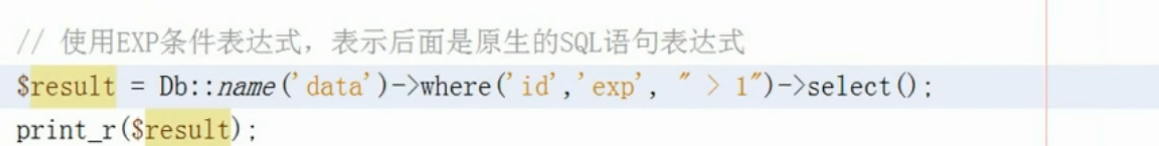 // 使用EXP条件表达式，表示后面是原生的SQL语句表达式
$result = Db::name('data')->where('id','exp', " > 1")->select();
print_r($result);